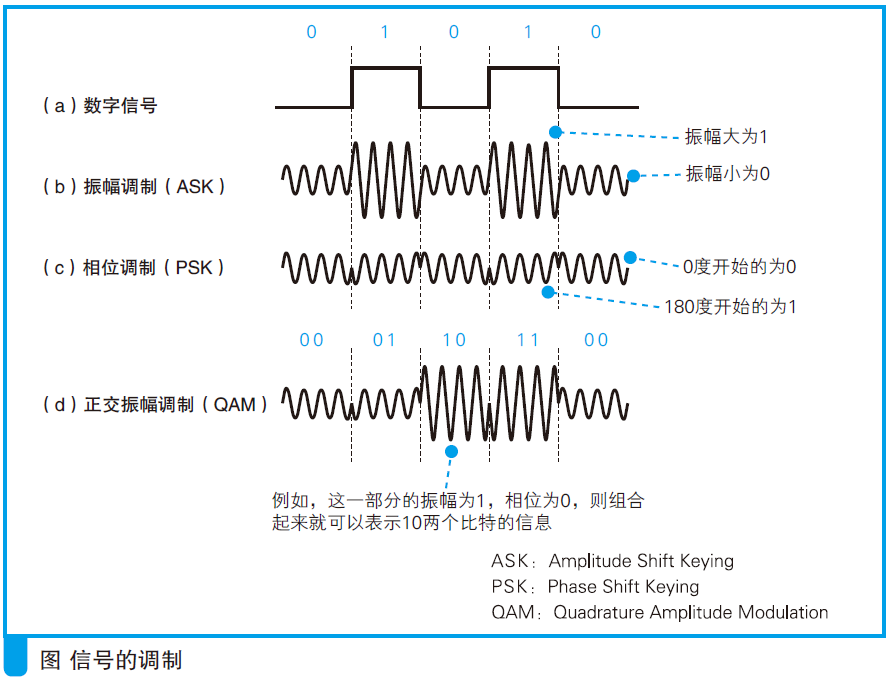 0 1 0 1 0
(a)数字信号
振幅大为1
(b)振幅调制(ASK)
振幅小为0
(c)相位调制(PSK)
0度开始的为0
180度开始的为1
00 01 10 11 00
(d)正交振幅调制(QAM)
例如，这一部分的振幅为1，相位为0，则组合
起来就可以表示10两个比特的信息
ASK：Amplitude Shift Keying
PSK：Phase Shift Keying
QAM：Quadrature Amplitude Modulation
图 信号的调制